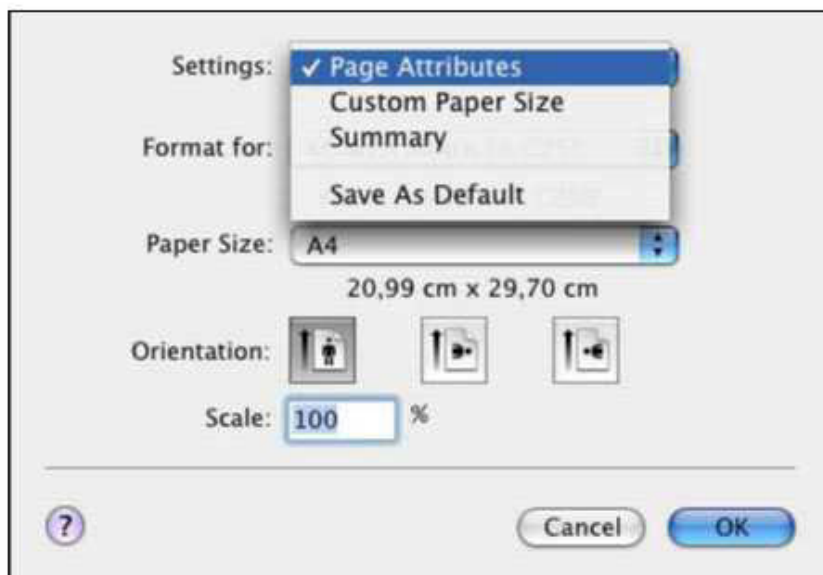 Settings: ✓ Page Attributes
Custom Paper Size
Summary
Save As Default
Format for:
Paper Size: A4
20,99 cm x 29,70 cm
Orientation:
Scale: 100 %
?
Cancel OK